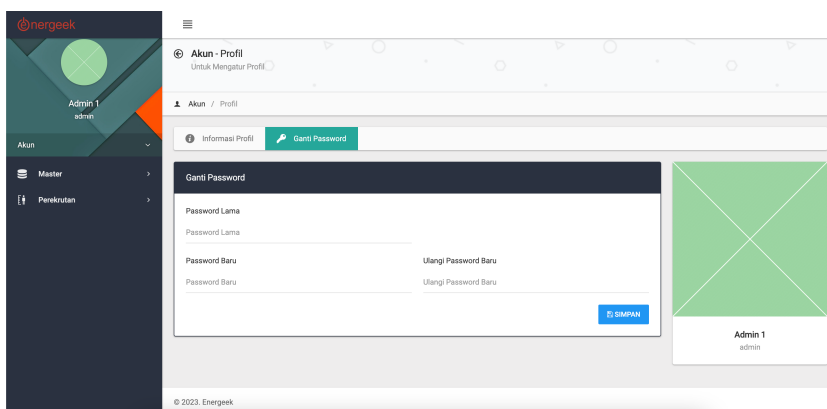 energeek
Akun - Profil
Untuk Mengatur Profil
Admin 1
admin
Akun / Profil
Akun
Informasi Profil
Ganti Password
Master
Perekrutan
Ganti Password
Password Lama
Password Lama
Password Baru
Ulangi Password Baru
Password Baru
Ulangi Password Baru
SIMPAN
Admin 1
admin
© 2023. Energeek